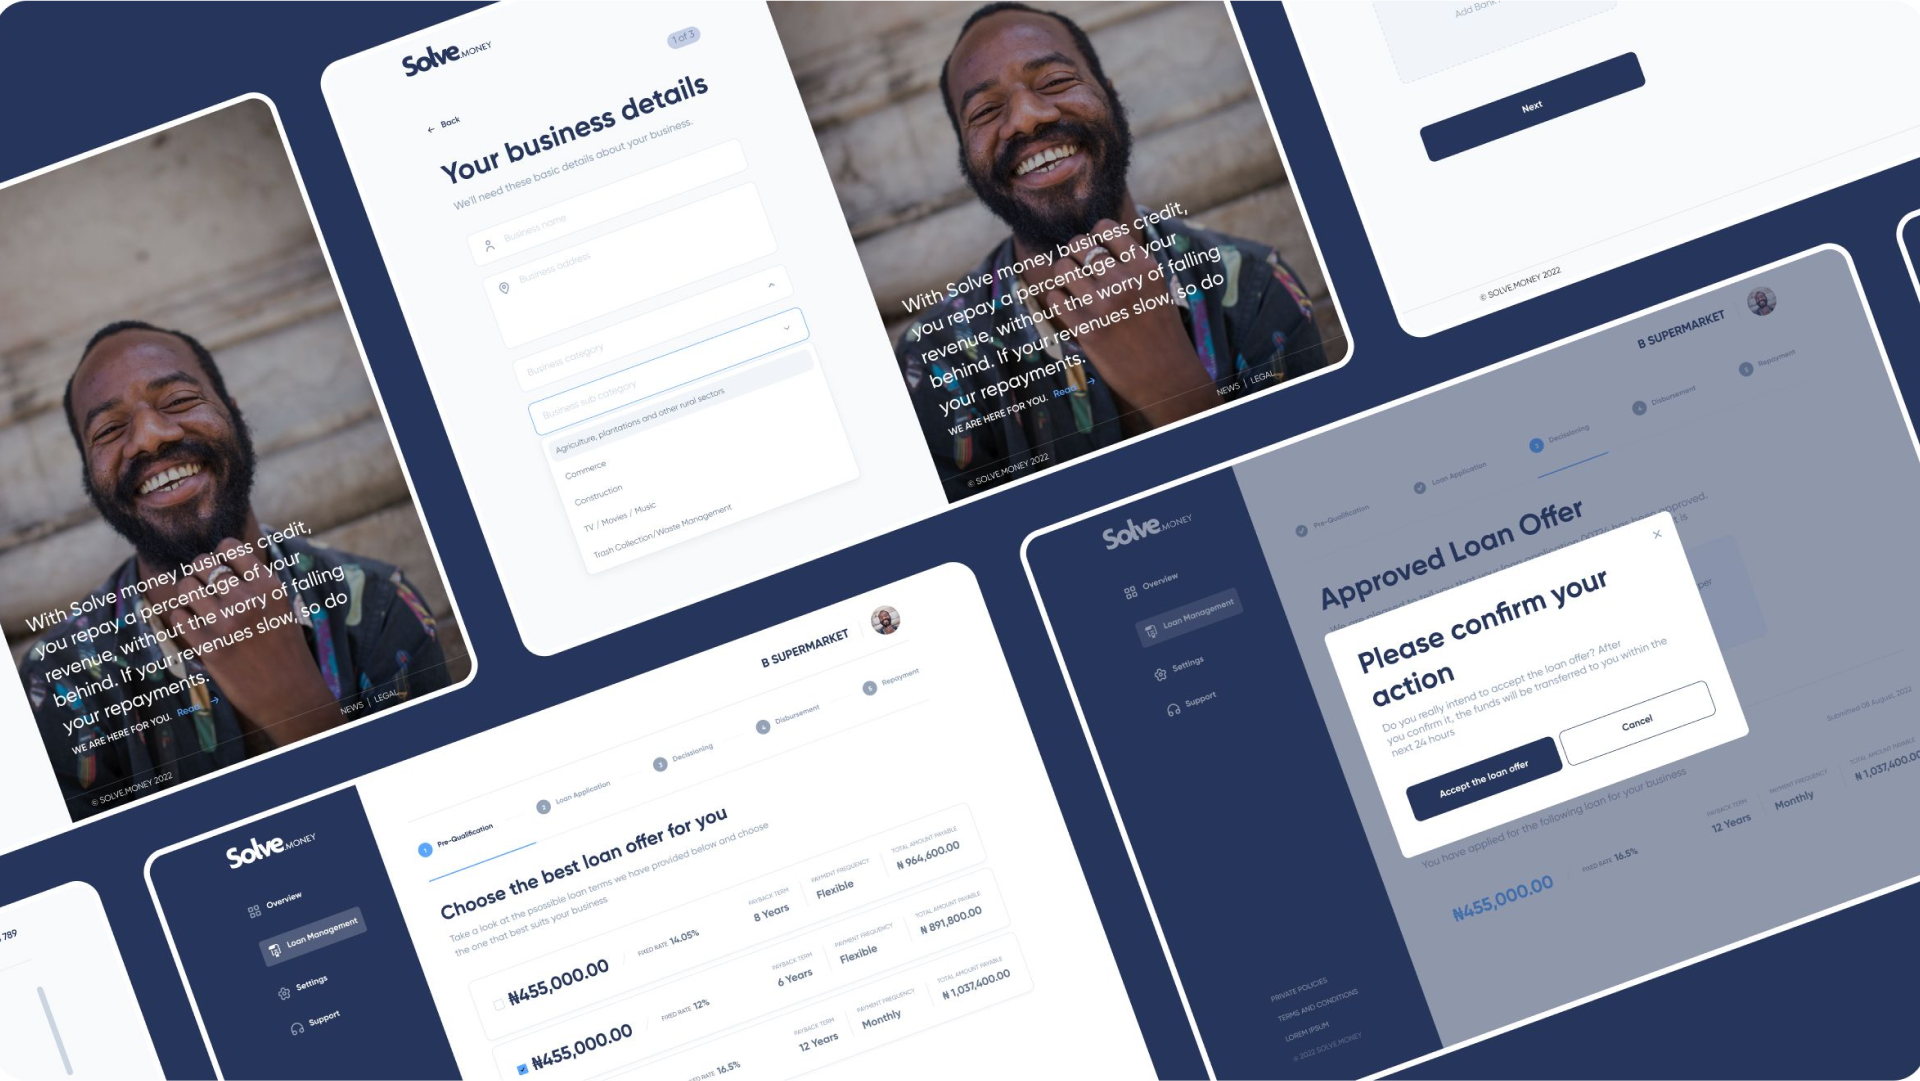 Solve.MONEY
1 of 3
← Back
Your business details
We'll need these basic details about your business.
Business name
Business address
Business category
Business sub category
Agriculture, plantations and other rural sectors
Commerce
Construction
TV / Movies / Music
Trash Collection/Waste Management
With Solve money business credit,
you repay a percentage of your
revenue, without the worry of falling
behind. If your revenues slow, so do
your repayments.
WE ARE HERE FOR YOU. Read →
NEWS | LEGAL
© SOLVE.MONEY 2022
With Solve money business credit,
you repay a percentage of your
revenue, without the worry of falling
behind. If your revenues slow, so do
your repayments.
WE ARE HERE FOR YOU. Read →
NEWS | LEGAL
© SOLVE.MONEY 2022
Add Bank
Next
© SOLVE.MONEY 2022
789
Solve.MONEY
Overview
Loan Management
Settings
Support
B SUPERMARKET
1 Pre-Qualification
2 Loan Application
3 Decissioning
4 Disbursement
5 Repayment
Choose the best loan offer for you
Take a look at the psossible loan terms we have provided below and choose
the one that best suits your business
₦455,000.00
FIXED RATE 14.05%
PAYBACK TERM
8 Years
PAYMENT FREQUENCY
Flexible
TOTAL AMOUNT PAYABLE
₦ 964,600.00
₦455,000.00
FIXED RATE 12%
PAYBACK TERM
6 Years
PAYMENT FREQUENCY
Flexible
TOTAL AMOUNT PAYABLE
₦ 891,800.00
RATE 16.5%
PAYBACK TERM
12 Years
PAYMENT FREQUENCY
Monthly
TOTAL AMOUNT PAYABLE
₦ 1,037,400.00
Solve.MONEY
Overview
Loan Management
Settings
Support
PRIVATE POLICIES
TERMS AND CONDITIONS
LOREM IPSUM
© 2022 SOLVE.MONEY
B SUPERMARKET
Pre-Qualification
Loan Application
3 Decissioning
4 Disbursement
5 Repayment
Approved Loan Offer
Please confirm your
action
Do you really intend to accept the loan offer? After
you confirm it, the funds will be transferred to you within the
next 24 hours
Accept the loan offer
Cancel
Submitted 08 August, 2022
You have applied for the following loan for your business
₦455,000.00
FIXED RATE 16.5%
PAYBACK TERM
12 Years
PAYMENT FREQUENCY
Monthly
TOTAL AMOUNT PAYABLE
₦ 1,037,400.00